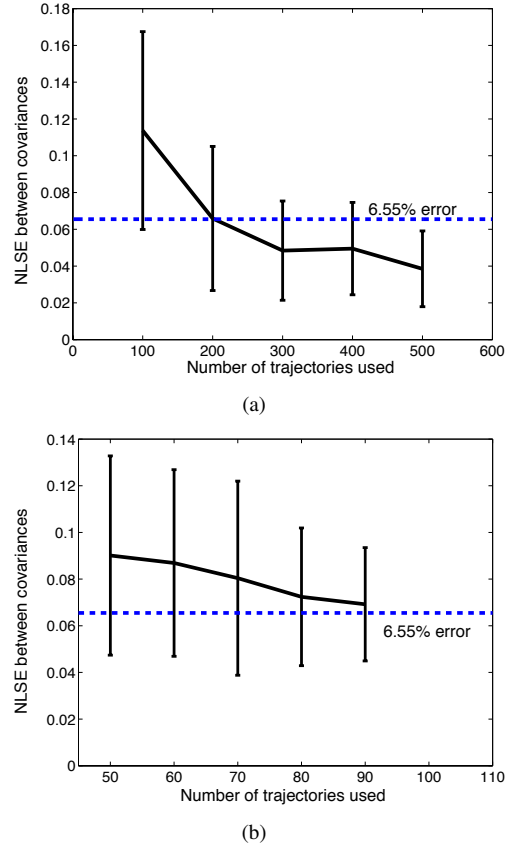 0.18
0.16
0.14
0.12
0.1
0.08
0.06
0.04
0.02
0
NLSE between covariances
6.55% error
0 100 200 300 400 500 600
Number of trajectories used
(a)
0.14
0.12
0.1
0.08
0.06
0.04
0.02
0
NLSE between covariances
6.55% error
50 60 70 80 90 100 110
Number of trajectories used
(b)